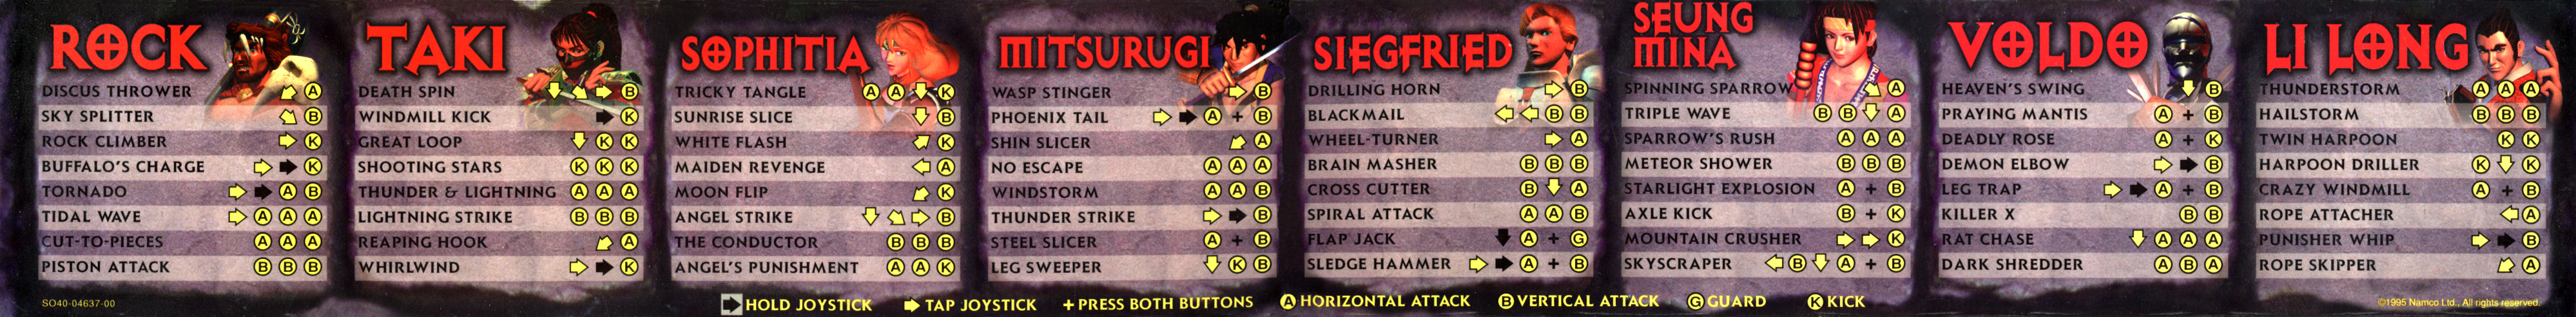 ROCK
DISCUS THROWER ↙ A
SKY SPLITTER ↘ B
ROCK CLIMBER → K
BUFFALO'S CHARGE → → K
TORNADO → → A B
TIDAL WAVE → A A A
CUT-TO-PIECES A A A
PISTON ATTACK B B B
SO40-04637-00
TAKI
DEATH SPIN ↓ ↘ → B
WINDMILL KICK → K
GREAT LOOP ↓ K K
SHOOTING STARS K K K
THUNDER & LIGHTNING A A A
LIGHTNING STRIKE B B B
REAPING HOOK ↙ A
WHIRLWIND → → K
SOPHITIA
TRICKY TANGLE A A ↓ K
SUNRISE SLICE ↓ B
WHITE FLASH ↗ K
MAIDEN REVENGE ← A
MOON FLIP ↙ K
ANGEL STRIKE ↓ ↘ → B
THE CONDUCTOR B B B
ANGEL'S PUNISHMENT A A K
MITSURUGI
WASP STINGER → B
PHOENIX TAIL → → A + B
SHIN SLICER ↙ A
NO ESCAPE A A A
WINDSTORM A A B
THUNDER STRIKE → → B
STEEL SLICER A + B
LEG SWEEPER ↓ K B
SIEGFRIED
DRILLING HORN → B
BLACKMAIL ← ← B B
WHEEL-TURNER → A
BRAIN MASHER B B B
CROSS CUTTER B ↓ A
SPIRAL ATTACK A A B
FLAP JACK ↓ A + G
SLEDGE HAMMER → → A + B
SEUNG
MINA
SPINNING SPARROW ↘ A
TRIPLE WAVE B B ↓ A
SPARROW'S RUSH A A A
METEOR SHOWER B B B
STARLIGHT EXPLOSION A + B
AXLE KICK B + K
MOUNTAIN CRUSHER → → K
SKYSCRAPER ← B ↓ A + B
VOLDO
HEAVEN'S SWING ↓ B
PRAYING MANTIS A + B
DEADLY ROSE A + K
DEMON ELBOW → → B
LEG TRAP → → A + B
KILLER X B B
RAT CHASE ↓ A A A
DARK SHREDDER A B A
LI LONG
THUNDERSTORM A A A
HAILSTORM B B B
TWIN HARPOON K K
HARPOON DRILLER K ↓ K
CRAZY WINDMILL A + B
ROPE ATTACHER ← A
PUNISHER WHIP → → B
ROPE SKIPPER ↙ A
→ HOLD JOYSTICK → TAP JOYSTICK + PRESS BOTH BUTTONS A HORIZONTAL ATTACK B VERTICAL ATTACK G GUARD K KICK
©1995 Namco Ltd., All rights reserved.